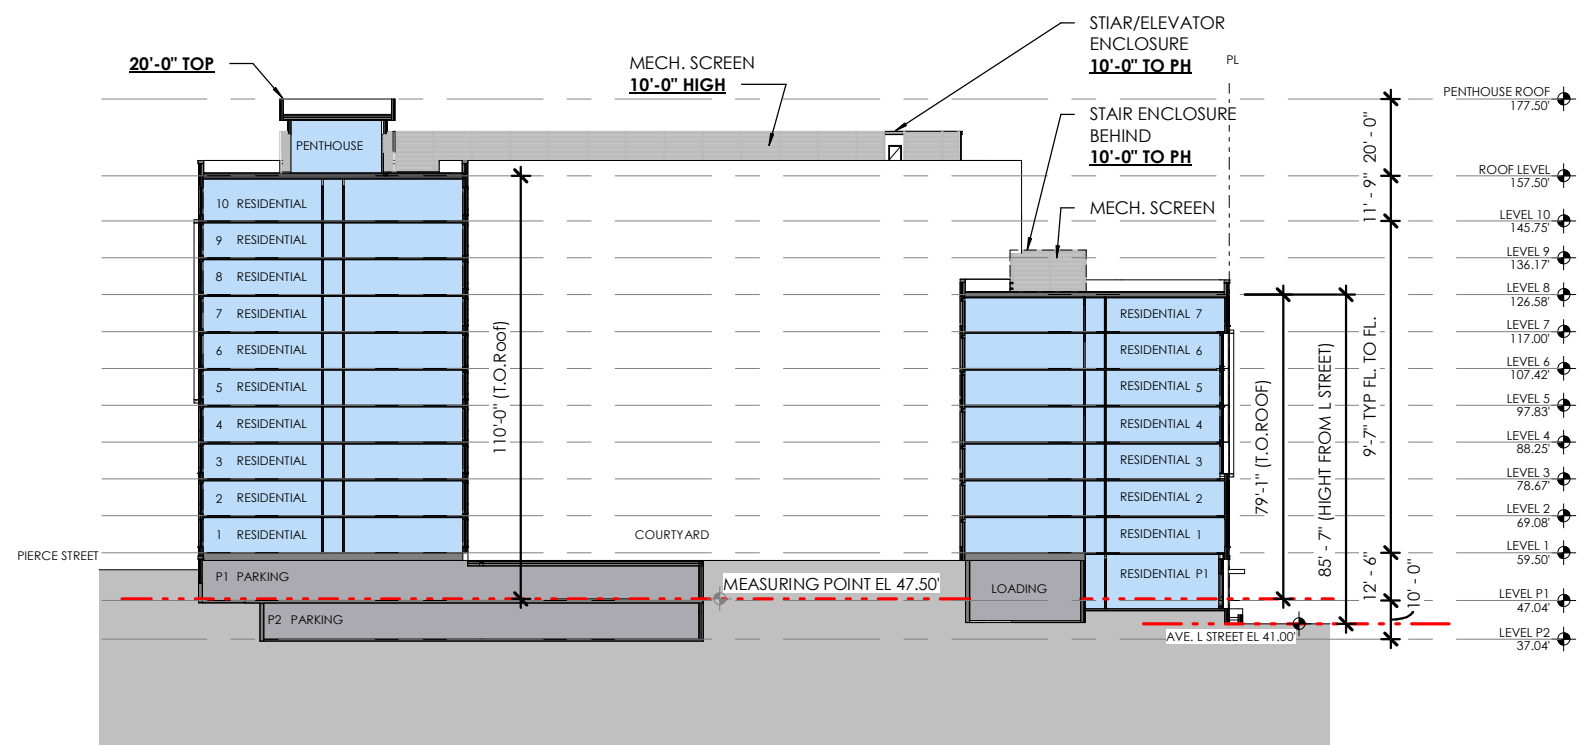 STIAR/ELEVATOR
ENCLOSURE
10'-0" TO PH
PL
20'-0" TOP
MECH. SCREEN
10'-0" HIGH
STAIR ENCLOSURE
BEHIND
10'-0" TO PH
MECH. SCREEN
PENTHOUSE
10 RESIDENTIAL
9 RESIDENTIAL
8 RESIDENTIAL
7 RESIDENTIAL
6 RESIDENTIAL
5 RESIDENTIAL
4 RESIDENTIAL
3 RESIDENTIAL
2 RESIDENTIAL
1 RESIDENTIAL
P1 PARKING
P2 PARKING
PIERCE STREET
110'-0" (T.O.Roof)
COURTYARD
MEASURING POINT EL 47.50'
LOADING
RESIDENTIAL 7
RESIDENTIAL 6
RESIDENTIAL 5
RESIDENTIAL 4
RESIDENTIAL 3
RESIDENTIAL 2
RESIDENTIAL 1
RESIDENTIAL P1
AVE. L STREET EL 41.00'
79'-1" (T.O.ROOF)
85' - 7" (HIGHT FROM L STREET)
20' - 0"
11' - 9"
9'-7" TYP FL. TO FL.
12' - 6"
10' - 0"
PENTHOUSE ROOF
177.50'
ROOF LEVEL
157.50'
LEVEL 10
145.75'
LEVEL 9
136.17'
LEVEL 8
126.58'
LEVEL 7
117.00'
LEVEL 6
107.42'
LEVEL 5
97.83'
LEVEL 4
88.25'
LEVEL 3
78.67'
LEVEL 2
69.08'
LEVEL 1
59.50'
LEVEL P1
47.04'
LEVEL P2
37.04'